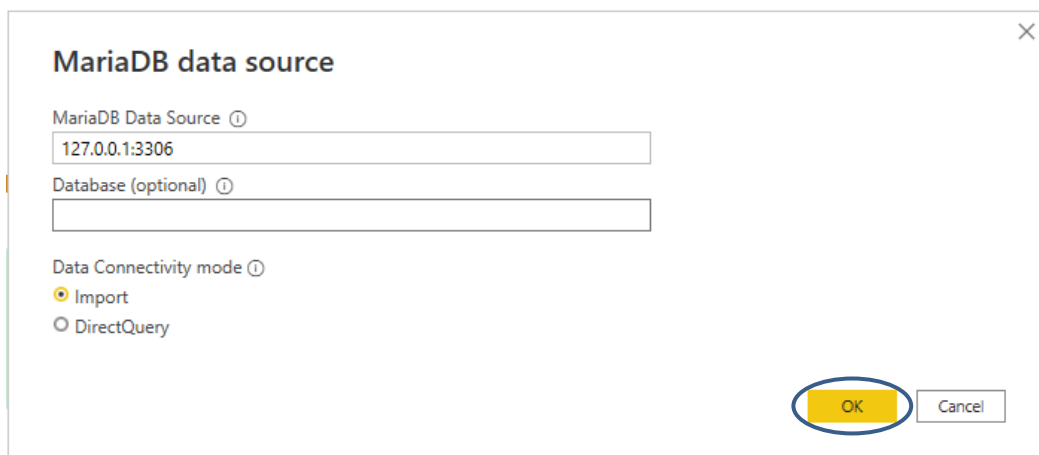 MariaDB data source
MariaDB Data Source
127.0.0.1:3306
Database (optional)
Data Connectivity mode
Import
DirectQuery
OK Cancel